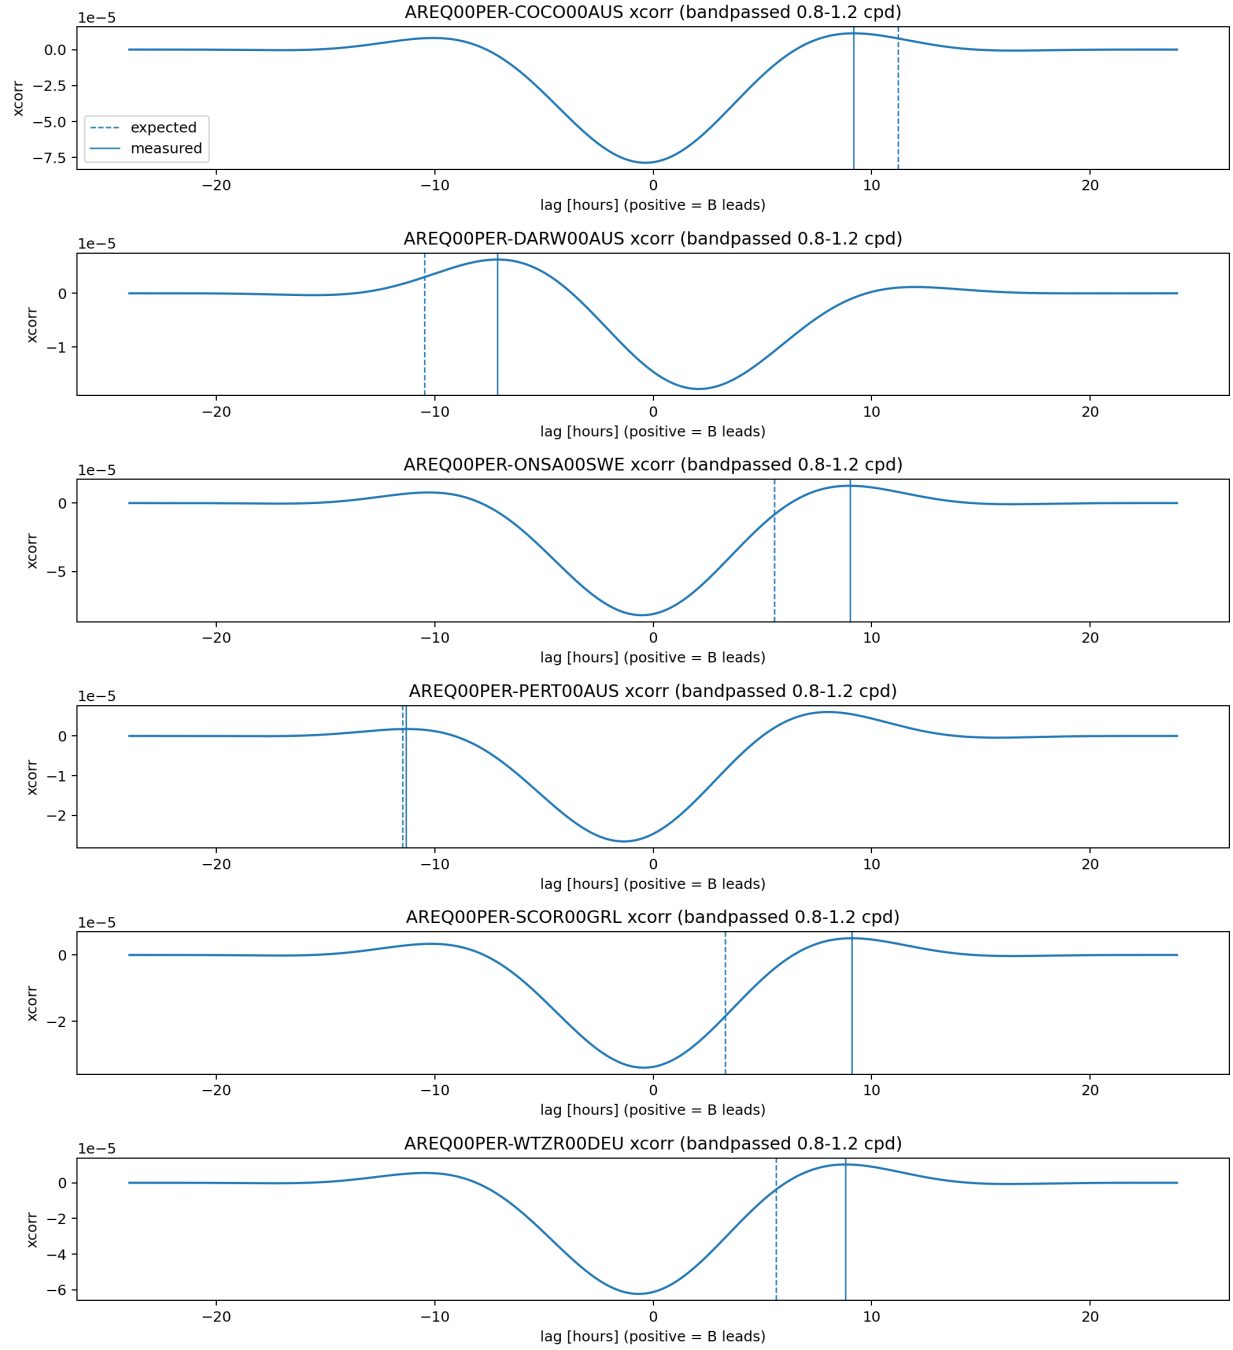 AREQ00PER-COCO00AUS xcorr (bandpassed 0.8-1.2 cpd)
1e−5
0.0
−2.5
−5.0
−7.5
xcorr
expected
measured
−20 −10 0 10 20
lag [hours] (positive = B leads)
AREQ00PER-DARW00AUS xcorr (bandpassed 0.8-1.2 cpd)
1e−5
0
−1
xcorr
−20 −10 0 10 20
lag [hours] (positive = B leads)
AREQ00PER-ONSA00SWE xcorr (bandpassed 0.8-1.2 cpd)
1e−5
0
−5
xcorr
−20 −10 0 10 20
lag [hours] (positive = B leads)
AREQ00PER-PERT00AUS xcorr (bandpassed 0.8-1.2 cpd)
1e−5
0
−1
−2
xcorr
−20 −10 0 10 20
lag [hours] (positive = B leads)
AREQ00PER-SCOR00GRL xcorr (bandpassed 0.8-1.2 cpd)
1e−5
0
−2
xcorr
−20 −10 0 10 20
lag [hours] (positive = B leads)
AREQ00PER-WTZR00DEU xcorr (bandpassed 0.8-1.2 cpd)
1e−5
0
−2
−4
−6
xcorr
−20 −10 0 10 20
lag [hours] (positive = B leads)